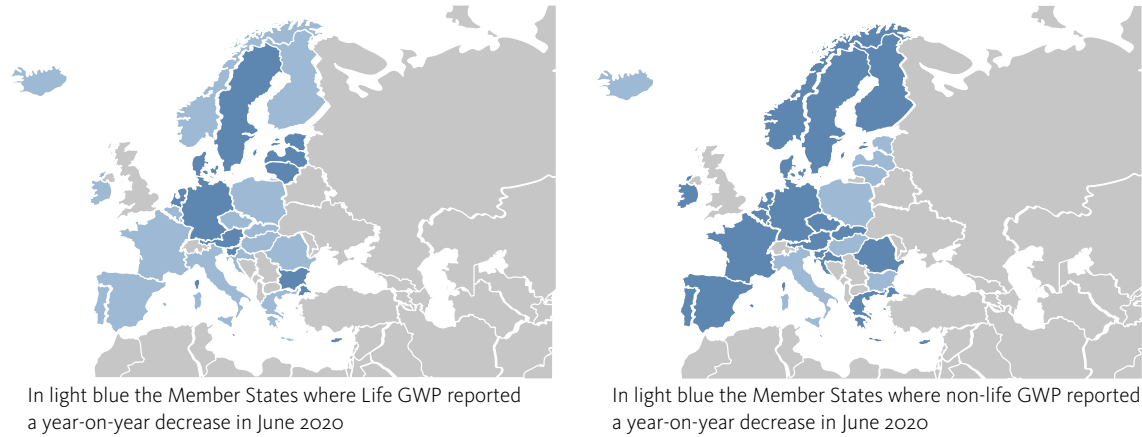 In light blue the Member States where Life GWP reported
a year-on-year decrease in June 2020
In light blue the Member States where non-life GWP reported
a year-on-year decrease in June 2020